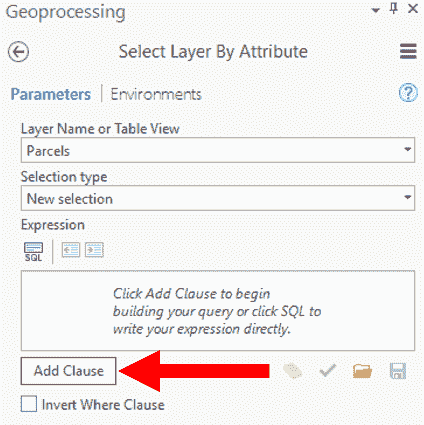 Geoprocessing
Select Layer By Attribute
Parameters | Environments
Layer Name or Table View
Parcels
Selection type
New selection
Expression
SQL
Click Add Clause to begin
building your query or click SQL to
write your expression directly.
Add Clause
Invert Where Clause